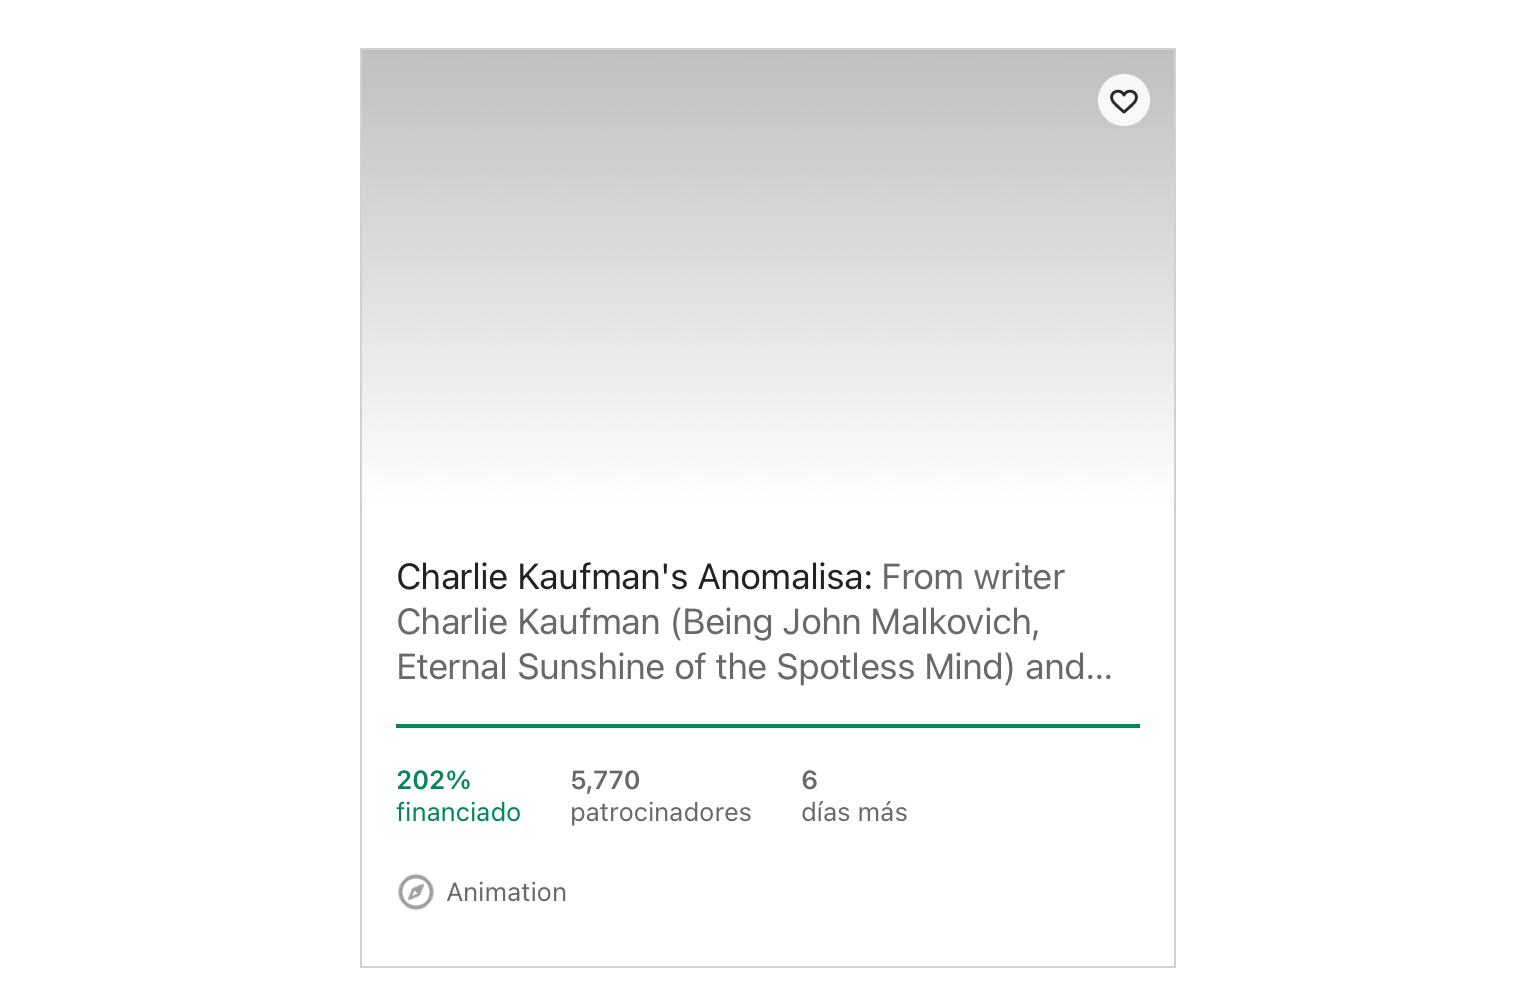 Charlie Kaufman's Anomalisa: From writer
Charlie Kaufman (Being John Malkovich,
Eternal Sunshine of the Spotless Mind) and...
202%
financiado
5,770
patrocinadores
6
días más
Animation